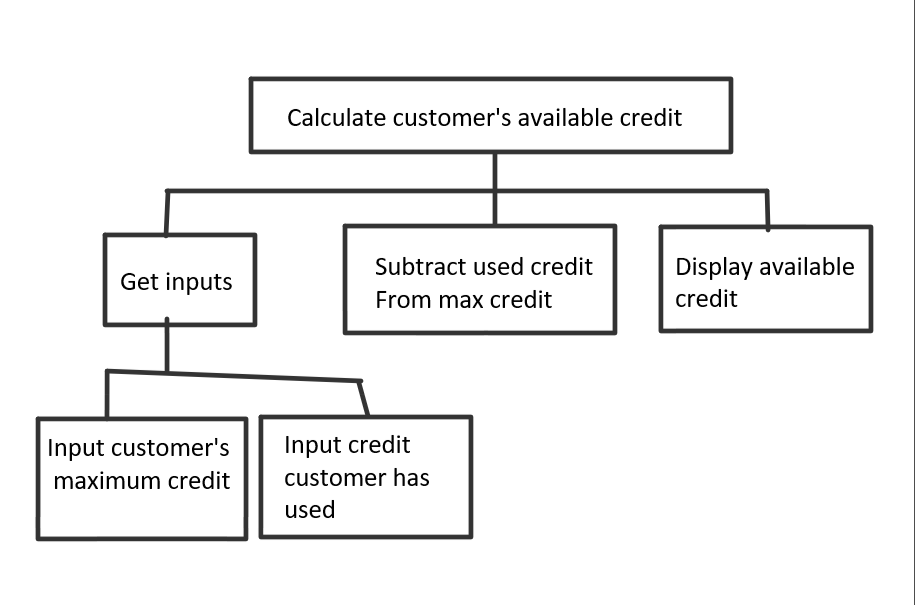 Calculate customer's available credit
Get inputs
Subtract used credit
From max credit
Display available
credit
Input customer's
maximum credit
Input credit
customer has
used